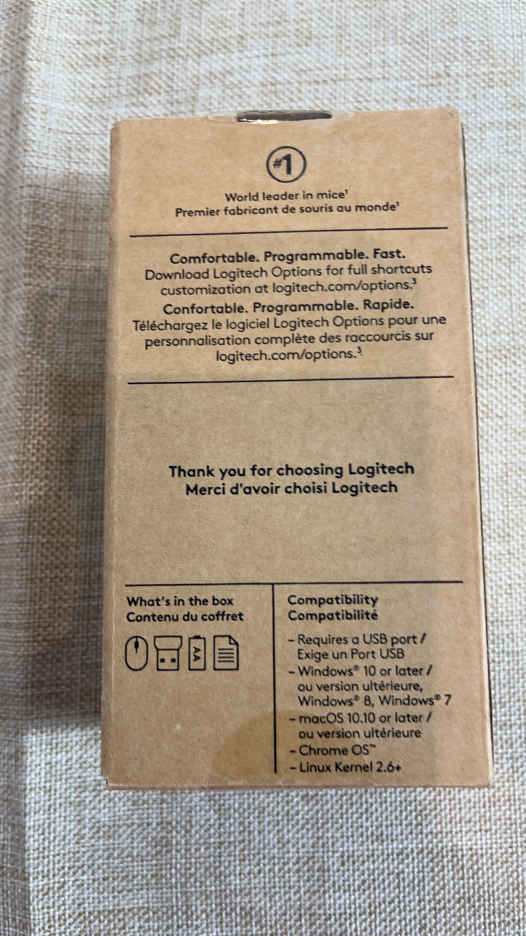 #1
World leader in mice¹
Premier fabricant de souris au monde¹
Comfortable. Programmable. Fast.
Download Logitech Options for full shortcuts
customization at logitech.com/options.³
Confortable. Programmable. Rapide.
Téléchargez le logiciel Logitech Options pour une
personnalisation complète des raccourcis sur
logitech.com/options.³
Thank you for choosing Logitech
Merci d'avoir choisi Logitech
What's in the box
Contenu du coffret
AA
Compatibility
Compatibilité
– Requires a USB port /
Exige un Port USB
– Windows® 10 or later /
ou version ultérieure,
Windows® 8, Windows® 7
– macOS 10.10 or later /
ou version ultérieure
– Chrome OS™
– Linux Kernel 2.6+